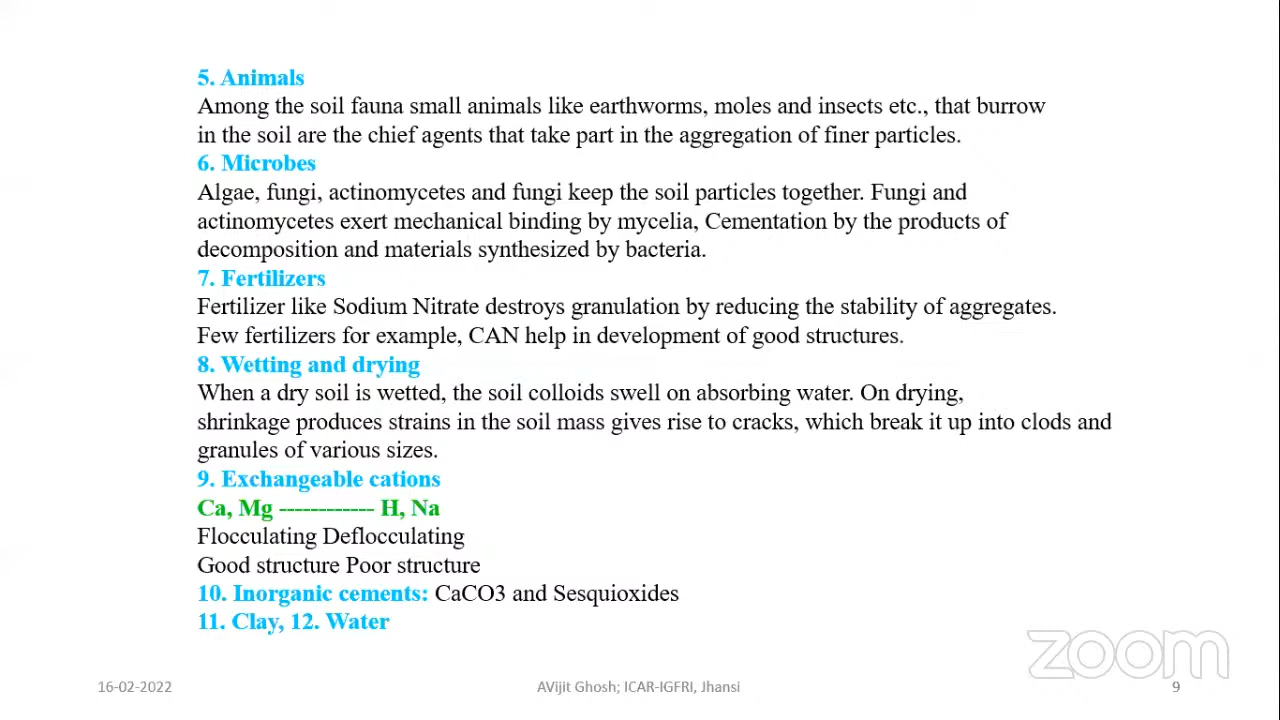 5. Animals
Among the soil fauna small animals like earthworms, moles and insects etc., that burrow
in the soil are the chief agents that take part in the aggregation of finer particles.
6. Microbes
Algae, fungi, actinomycetes and fungi keep the soil particles together. Fungi and
actinomycetes exert mechanical binding by mycelia, Cementation by the products of
decomposition and materials synthesized by bacteria.
7. Fertilizers
Fertilizer like Sodium Nitrate destroys granulation by reducing the stability of aggregates.
Few fertilizers for example, CAN help in development of good structures.
8. Wetting and drying
When a dry soil is wetted, the soil colloids swell on absorbing water. On drying,
shrinkage produces strains in the soil mass gives rise to cracks, which break it up into clods and
granules of various sizes.
9. Exchangeable cations
Ca, Mg ------------ H, Na
Flocculating Deflocculating
Good structure Poor structure
10. Inorganic cements: CaCO3 and Sesquioxides
11. Clay, 12. Water
zoom
16-02-2022
AVijit Ghosh; ICAR-IGFRI, Jhansi
9